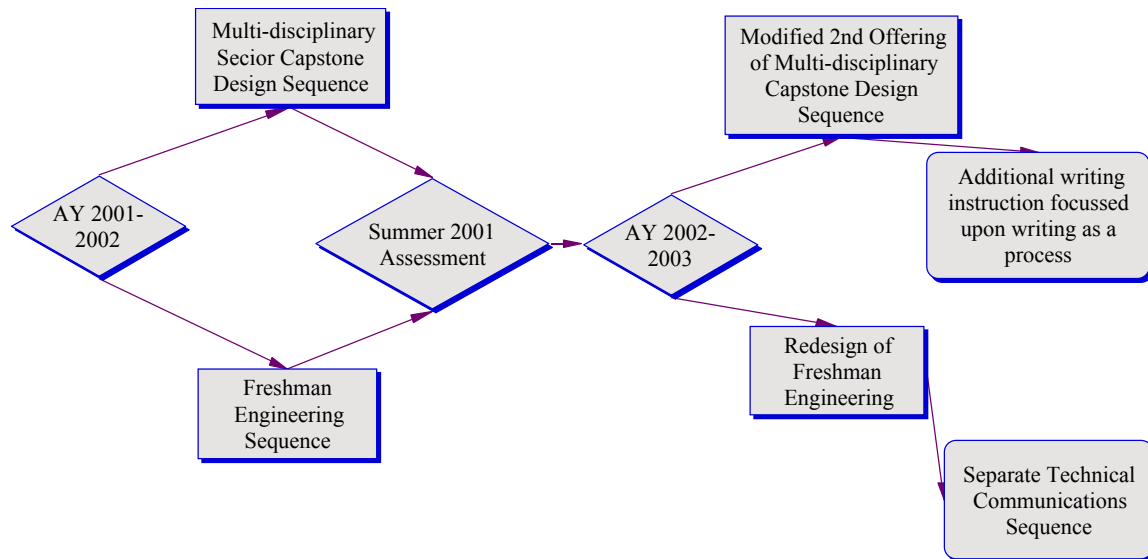 Multi-disciplinary
Secior Capstone
Design Sequence
Modified 2nd Offering
of Multi-disciplinary
Capstone Design
Sequence
Additional writing
instruction focussed
upon writing as a
process
AY 2001-
2002
Summer 2001
Assessment
AY 2002-
2003
Freshman
Engineering
Sequence
Redesign of
Freshman
Engineering
Separate Technical
Communications
Sequence